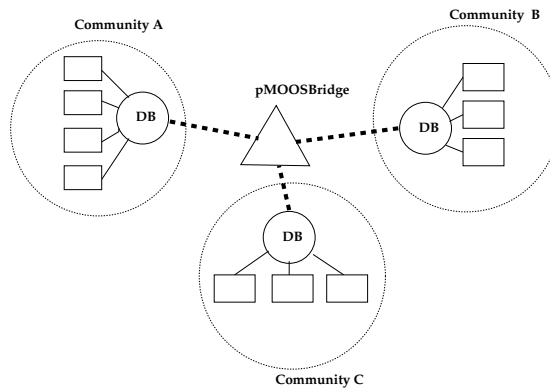 Community A
Community B
pMOOSBridge
DB
DB
DB
Community C